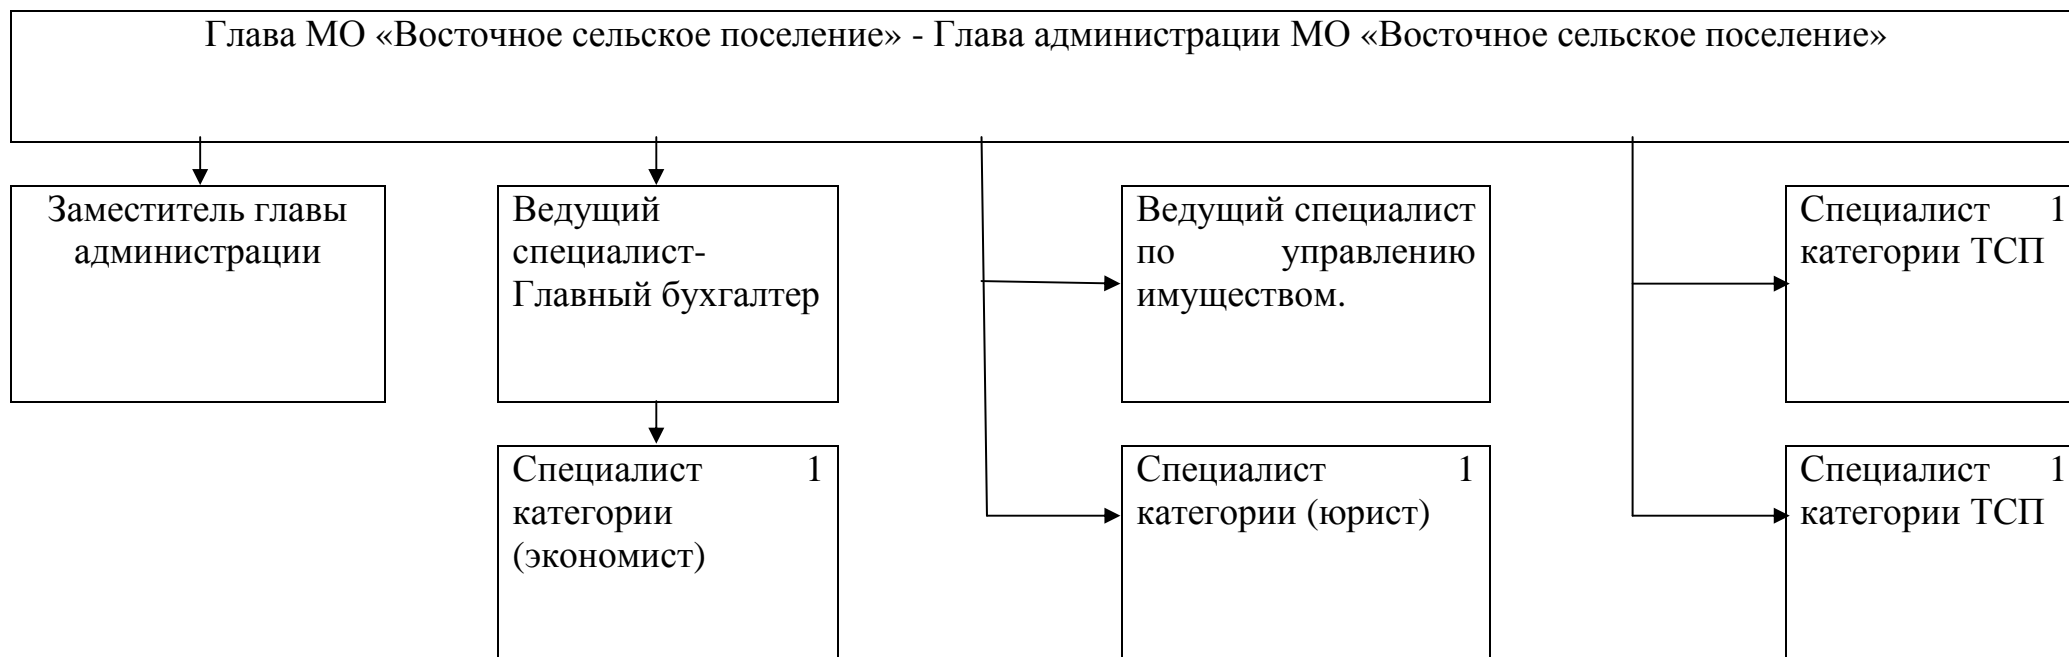 Глава МО «Восточное сельское поселение» - Глава администрации МО «Восточное сельское поселение»
Заместитель главы
администрации
Ведущий
специалист-
Главный бухгалтер
Ведущий специалист
по управлению
имуществом.
Специалист 1
категории ТСП
Специалист 1
категории
(экономист)
Специалист 1
категории (юрист)
Специалист 1
категории ТСП